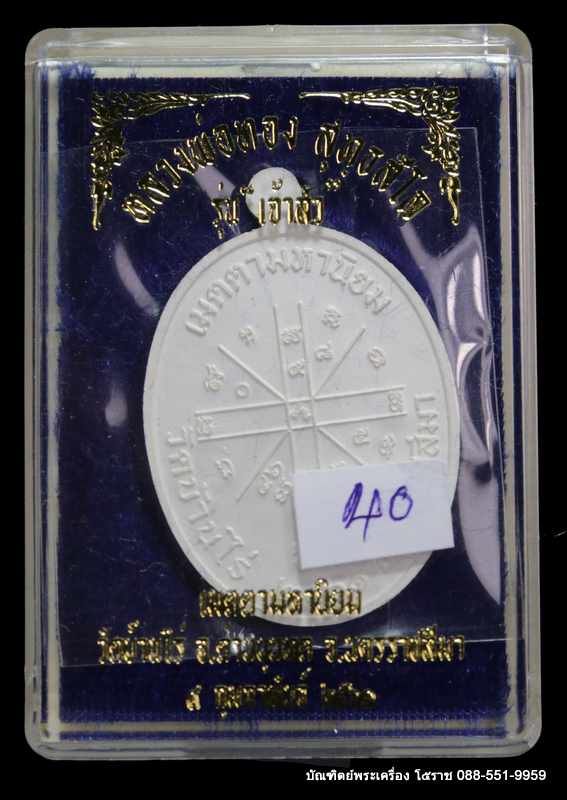 หลวงพ่อทอง สุทฺธสีโล
รุ่น "เจ้าสัว"
เมตตามหานิยม
วัดบ้านไร่
สีมา
40
เมตตามหานิยม
วัดบ้านไร่ อ.ด่านขุนทด จ.นครราชสีมา
๕ กุมภาพันธ์
บัณฑิตย์พระเครื่อง โ๕ราช 088-551-9959